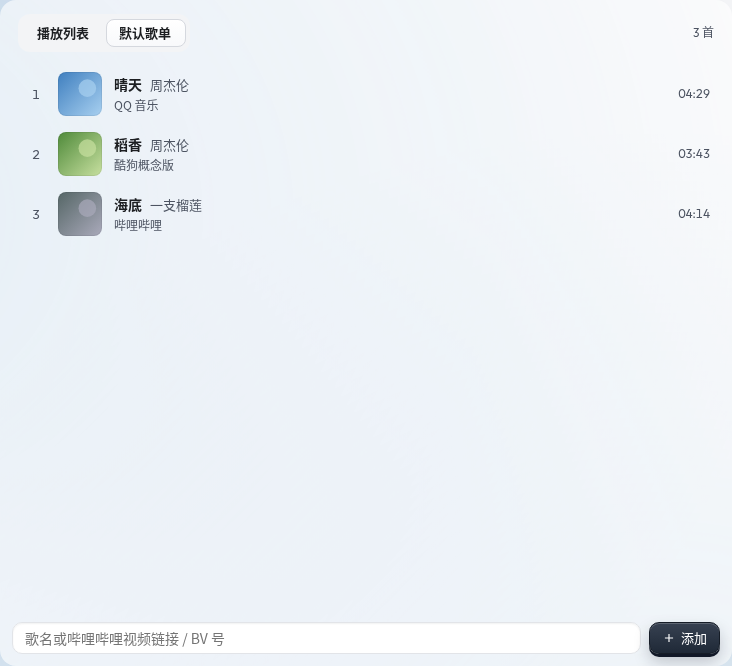 播放列表 默认歌单 3 首
1 晴天 周杰伦 04:29
QQ 音乐
2 稻香 周杰伦 03:43
酷狗概念版
3 海底 一支榴莲 04:14
哔哩哔哩
歌名或哔哩哔哩视频链接 / BV 号 + 添加